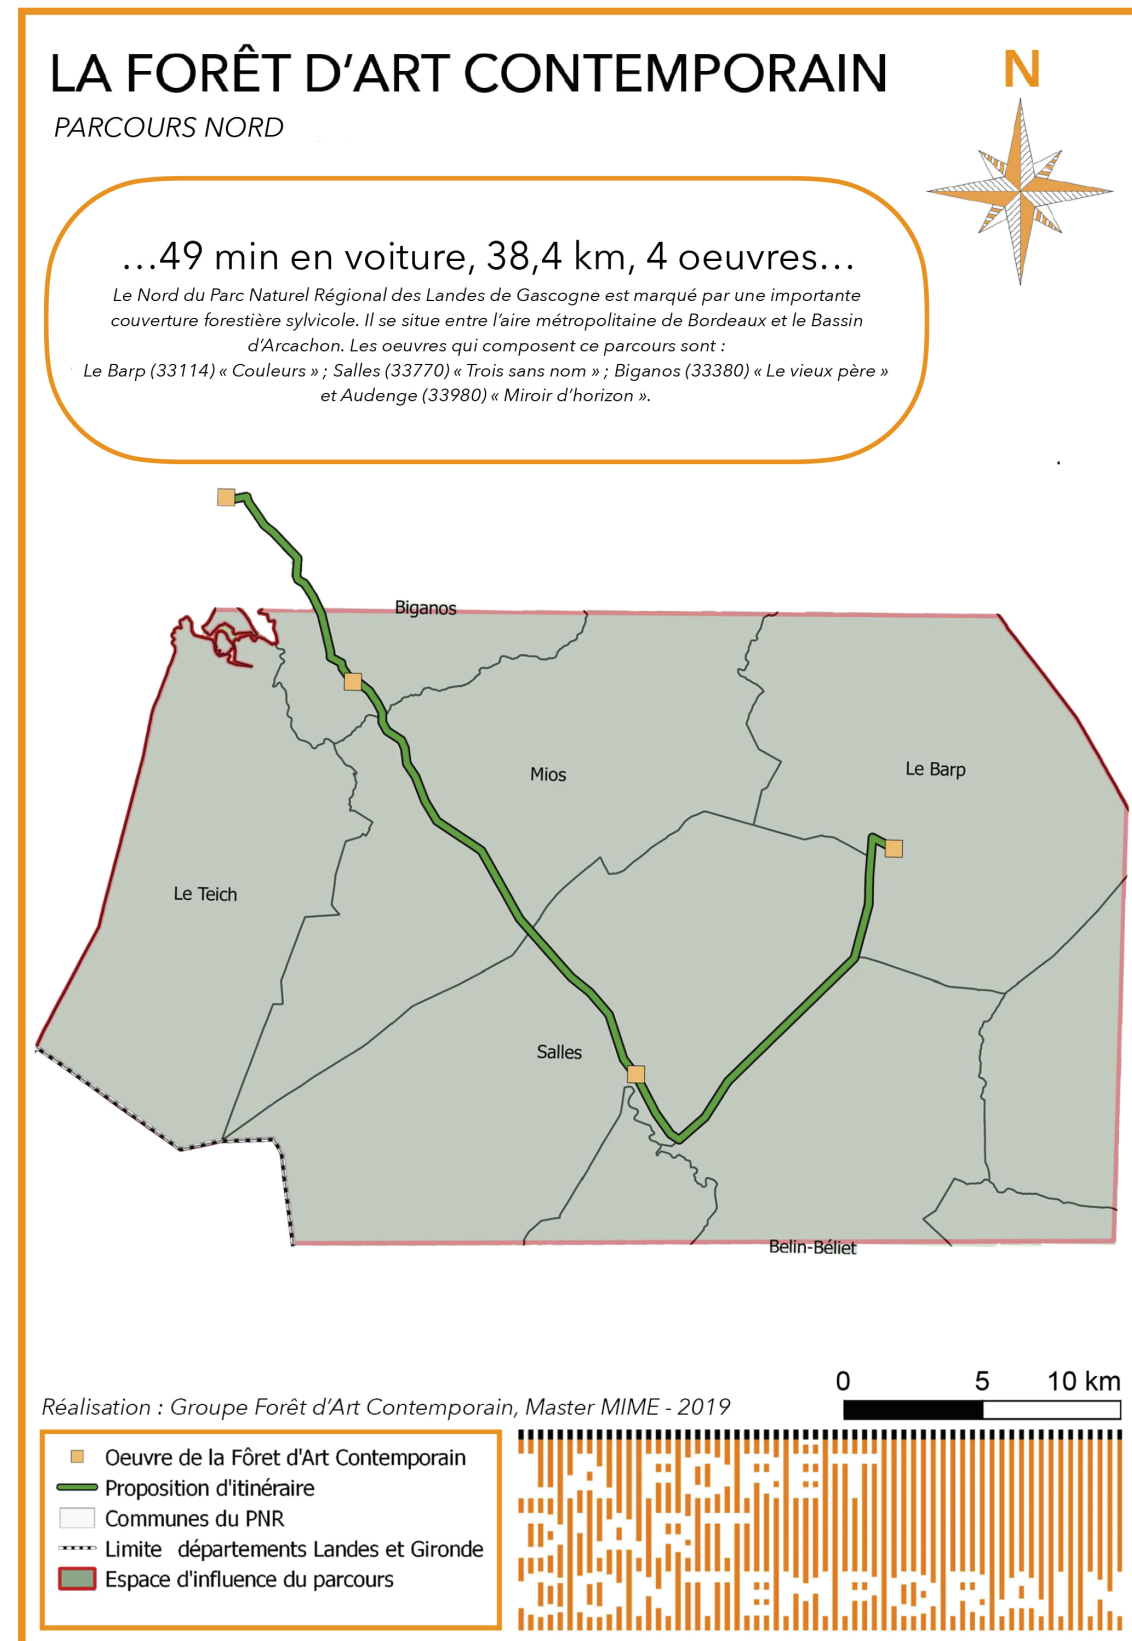 LA FORÊT D'ART CONTEMPORAIN
PARCOURS NORD
N
...49 min en voiture, 38,4 km, 4 oeuvres...
Le Nord du Parc Naturel Régional des Landes de Gascogne est marqué par une importante
couverture forestière sylvicole. Il se situe entre l'aire métropolitaine de Bordeaux et le Bassin
d'Arcachon. Les oeuvres qui composent ce parcours sont :
Le Barp (33114) « Couleurs » ; Salles (33770) « Trois sans nom » ; Biganos (33380) « Le vieux père »
et Audenge (33980) « Miroir d'horizon ».
Biganos
Mios
Le Barp
Le Teich
Salles
Belin-Béliet
0 5 10 km
Réalisation : Groupe Forêt d'Art Contemporain, Master MIME - 2019
Oeuvre de la Fôret d'Art Contemporain
Proposition d'itinéraire
Communes du PNR
Limite départements Landes et Gironde
Espace d'influence du parcours
LA FORET
D'ART
CONTEMPORAIN